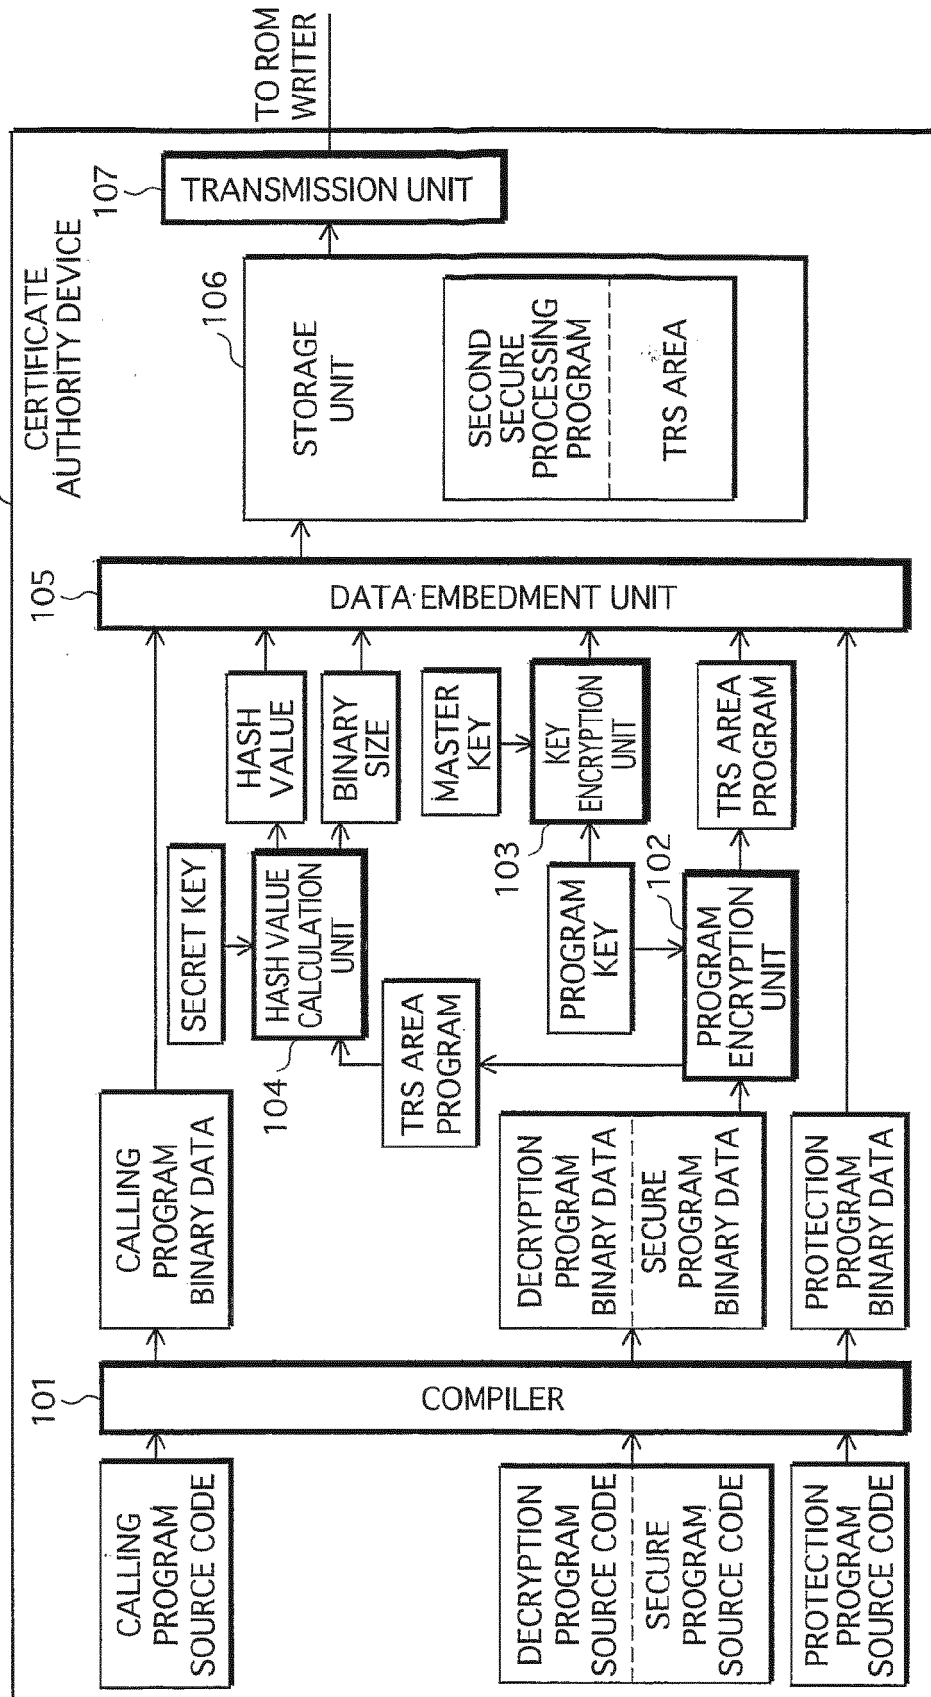 CERTIFICATE
AUTHORITY DEVICE
CALLING
PROGRAM
SOURCE CODE
DECRYPTION
PROGRAM
SOURCE CODE
SECURE
PROGRAM
SOURCE CODE
PROTECTION
PROGRAM
SOURCE CODE
101
COMPILER
CALLING
PROGRAM
BINARY DATA
DECRYPTION
PROGRAM
BINARY DATA
SECURE
PROGRAM
BINARY DATA
PROTECTION
PROGRAM
BINARY DATA
SECRET KEY
HASH VALUE
CALCULATION
UNIT
104
TRS AREA
PROGRAM
HASH
VALUE
BINARY
SIZE
MASTER
KEY
KEY
ENCRYPTION
UNIT
103
PROGRAM
KEY
102
PROGRAM
ENCRYPTION
UNIT
TRS AREA
PROGRAM
105
DATA EMBEDMENT UNIT
106
STORAGE
UNIT
SECOND
SECURE
PROCESSING
PROGRAM
TRS AREA
107
TRANSMISSION UNIT
TO ROM
WRITER